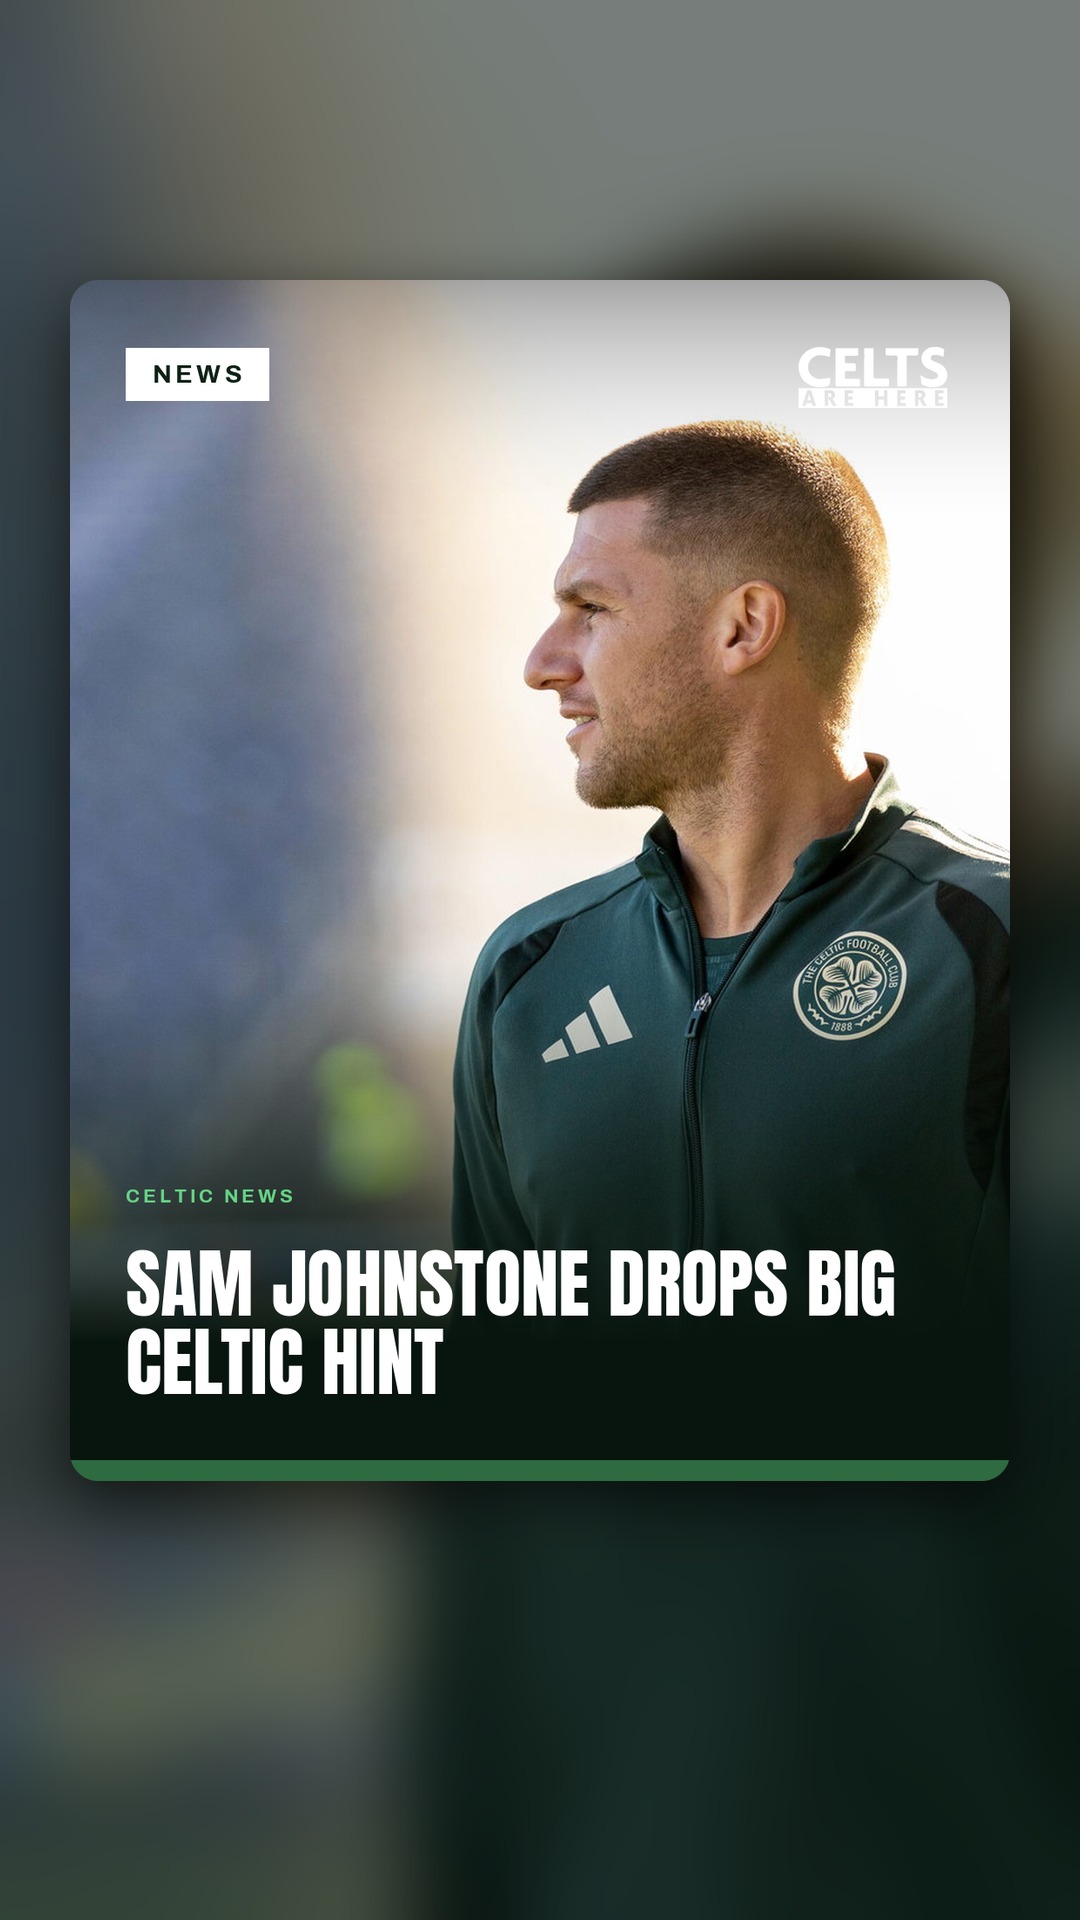 NEWS
CELTS
ARE HERE
THE CELTIC FOOTBALL CLUB
1888
CELTIC NEWS
SAM JOHNSTONE DROPS BIG
CELTIC HINT